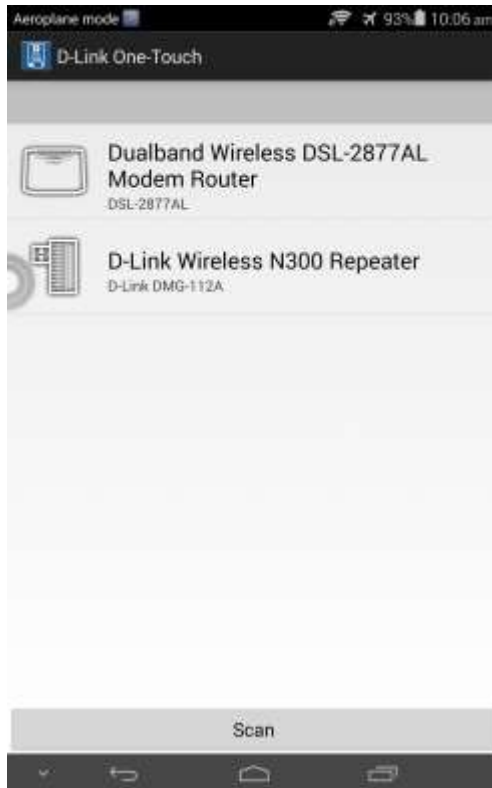 Aeroplane mode 93% 10:06 am
D-Link One-Touch
Dualband Wireless DSL-2877AL
Modem Router
DSL-2877AL
D-Link Wireless N300 Repeater
D-Link DMG-112A
Scan